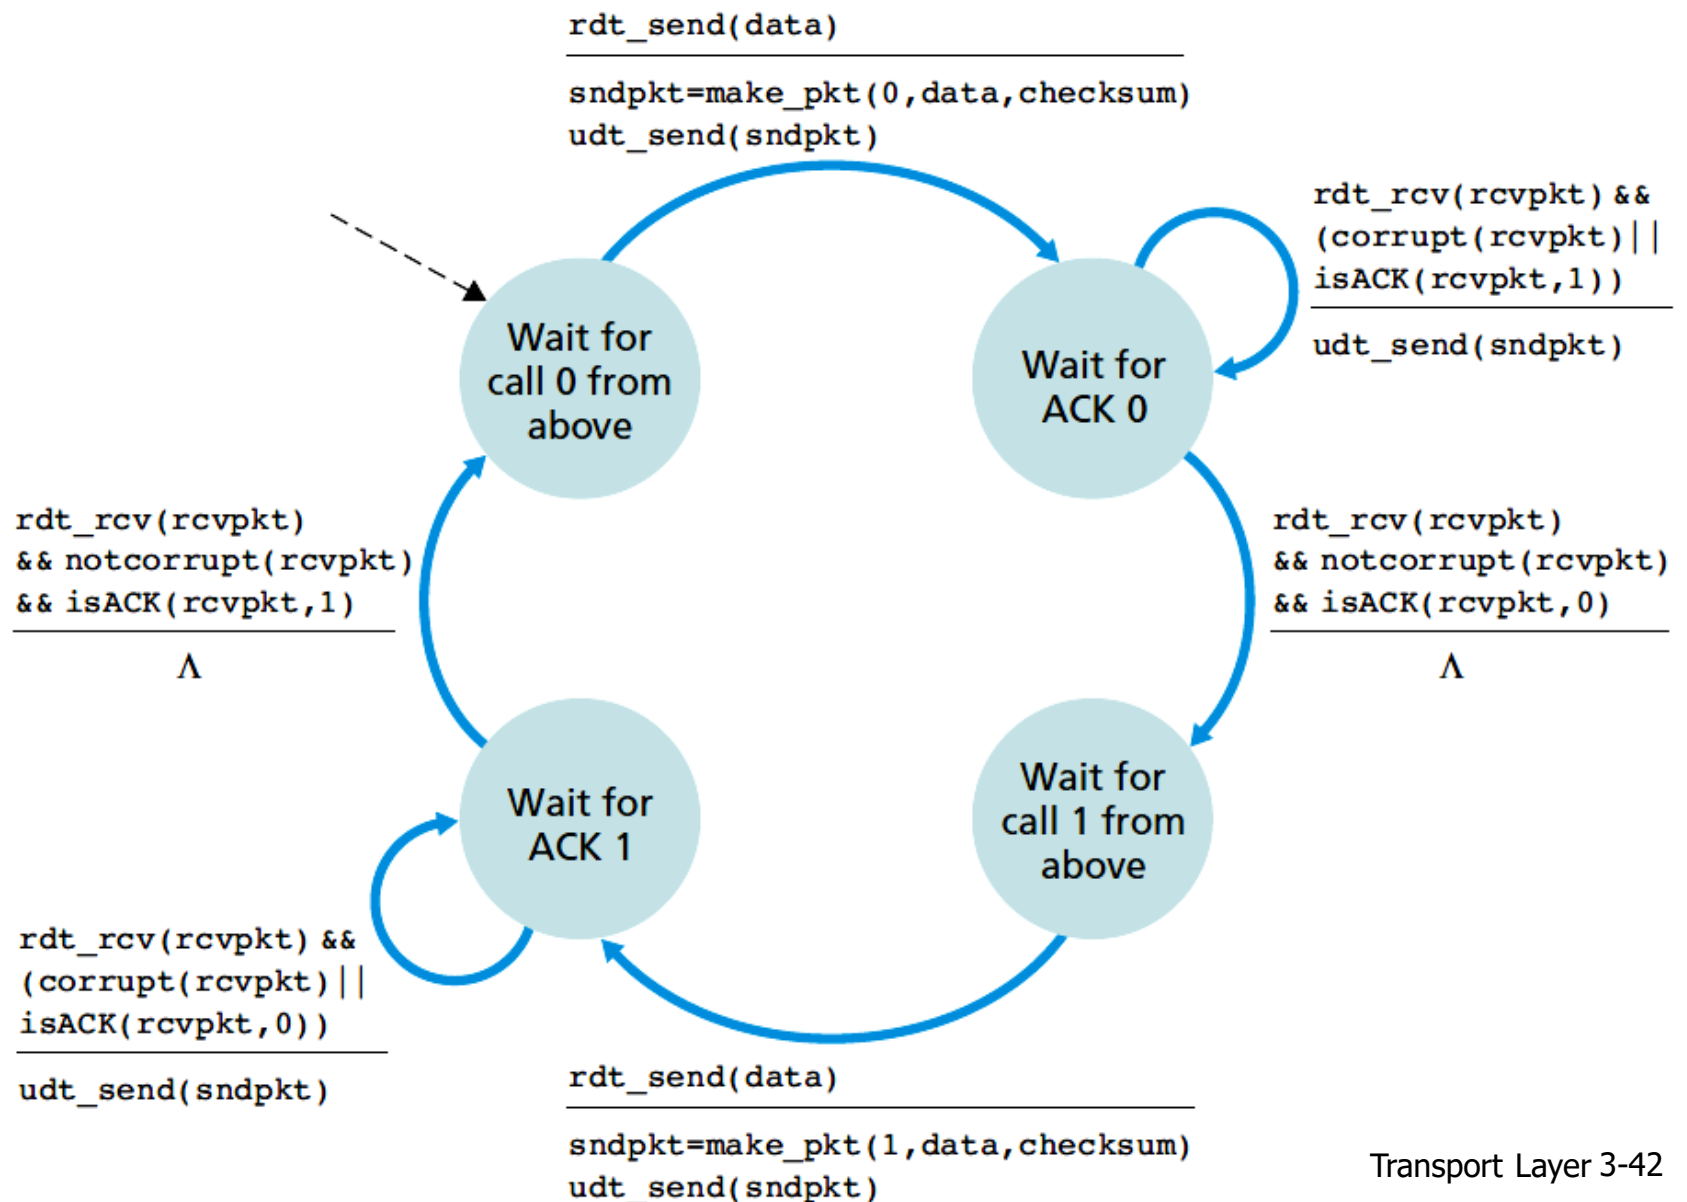 rdt_send(data)
sndpkt=make_pkt(0,data,checksum)
udt_send(sndpkt)
rdt_rcv(rcvpkt) &&
(corrupt(rcvpkt)||
isACK(rcvpkt,1))
udt_send(sndpkt)
Wait for
call 0 from
above
Wait for
ACK 0
rdt_rcv(rcvpkt)
&& notcorrupt(rcvpkt)
&& isACK(rcvpkt,1)
Λ
rdt_rcv(rcvpkt)
&& notcorrupt(rcvpkt)
&& isACK(rcvpkt,0)
Λ
Wait for
ACK 1
Wait for
call 1 from
above
rdt_rcv(rcvpkt) &&
(corrupt(rcvpkt)||
isACK(rcvpkt,0))
udt_send(sndpkt)
rdt_send(data)
sndpkt=make_pkt(1,data,checksum)
udt_send(sndpkt)
Transport Layer 3-42